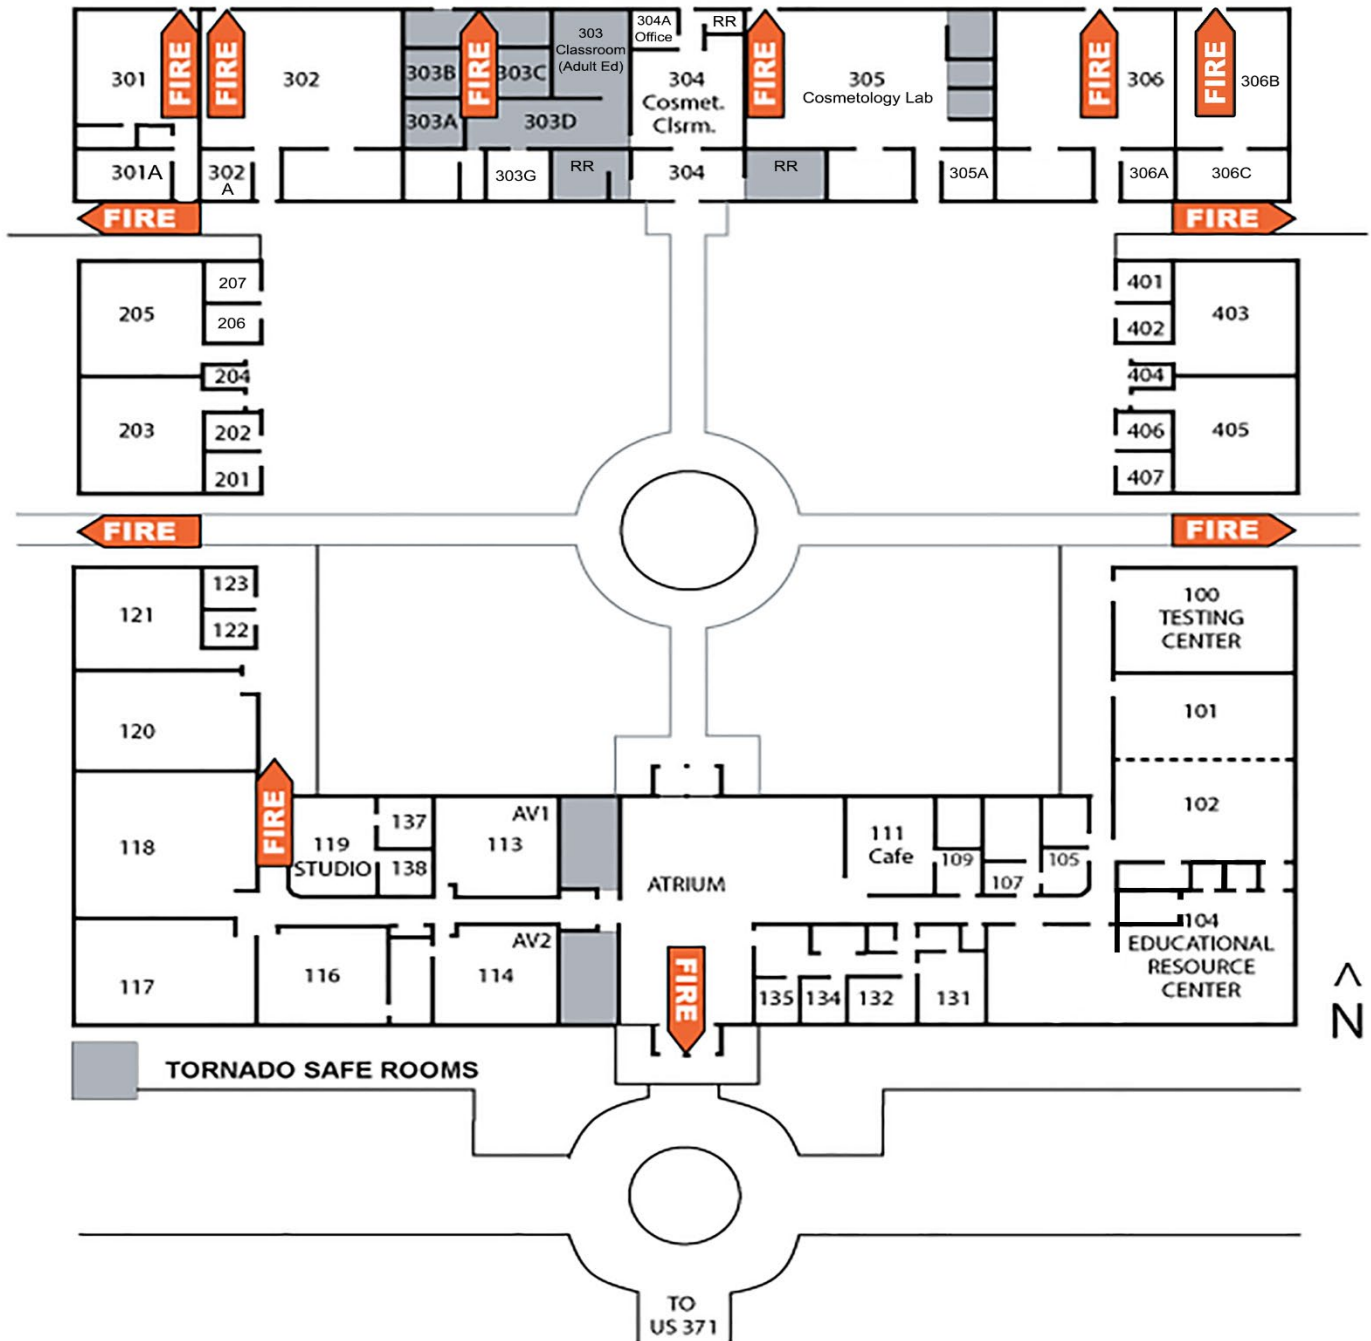 304A
Office
RR
303
Classroom
(Adult Ed)
301
FIRE
FIRE
302
303B
FIRE
303C
304
Cosmet.
Clsrm.
FIRE
305
Cosmetology Lab
FIRE
306
FIRE
306B
303A
303D
301A
302
A
303G
RR
304
RR
305A
306A
306C
FIRE
FIRE
207
205
206
204
203
202
201
401
402
403
404
406
405
407
FIRE
FIRE
123
121
122
120
118
FIRE
119
STUDIO
137
138
AV1
113
ATRIUM
111
Cafe
109
107
105
100
TESTING
CENTER
101
102
104
EDUCATIONAL
RESOURCE
CENTER
117
116
AV2
114
FIRE
135
134
132
131
^
N
TORNADO SAFE ROOMS
TO
US 371